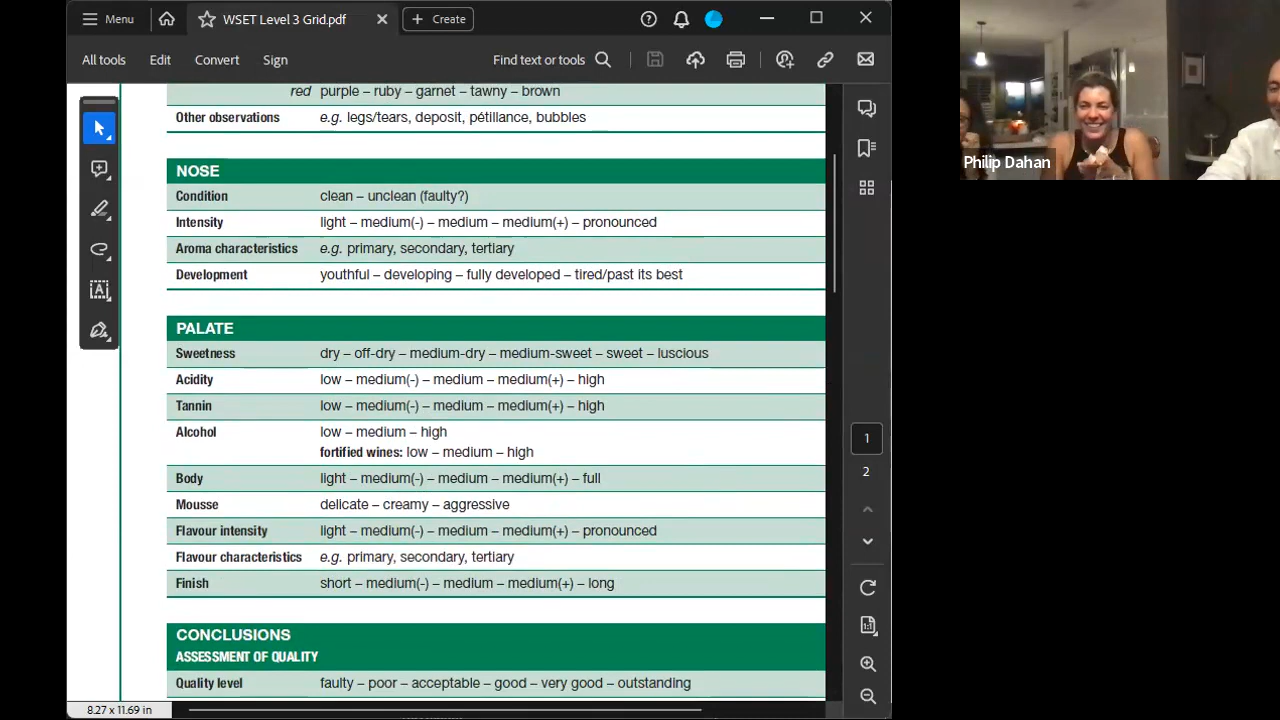 Menu
WSET Level 3 Grid.pdf
Create
All tools
Edit
Convert
Sign
Find text or tools
red purple – ruby – garnet – tawny – brown
Other observations e.g. legs/tears, deposit, pétillance, bubbles
NOSE
Condition clean – unclean (faulty?)
Intensity light – medium(-) – medium – medium(+) – pronounced
Aroma characteristics e.g. primary, secondary, tertiary
Development youthful – developing – fully developed – tired/past its best
PALATE
Sweetness dry – off-dry – medium-dry – medium-sweet – sweet – luscious
Acidity low – medium(-) – medium – medium(+) – high
Tannin low – medium(-) – medium – medium(+) – high
Alcohol low – medium – high
fortified wines: low – medium – high
Body light – medium(-) – medium – medium(+) – full
Mousse delicate – creamy – aggressive
Flavour intensity light – medium(-) – medium – medium(+) – pronounced
Flavour characteristics e.g. primary, secondary, tertiary
Finish short – medium(-) – medium – medium(+) – long
CONCLUSIONS
ASSESSMENT OF QUALITY
Quality level faulty – poor – acceptable – good – very good – outstanding
8.27 x 11.69 in
1
2
1:1
Philip Dahan